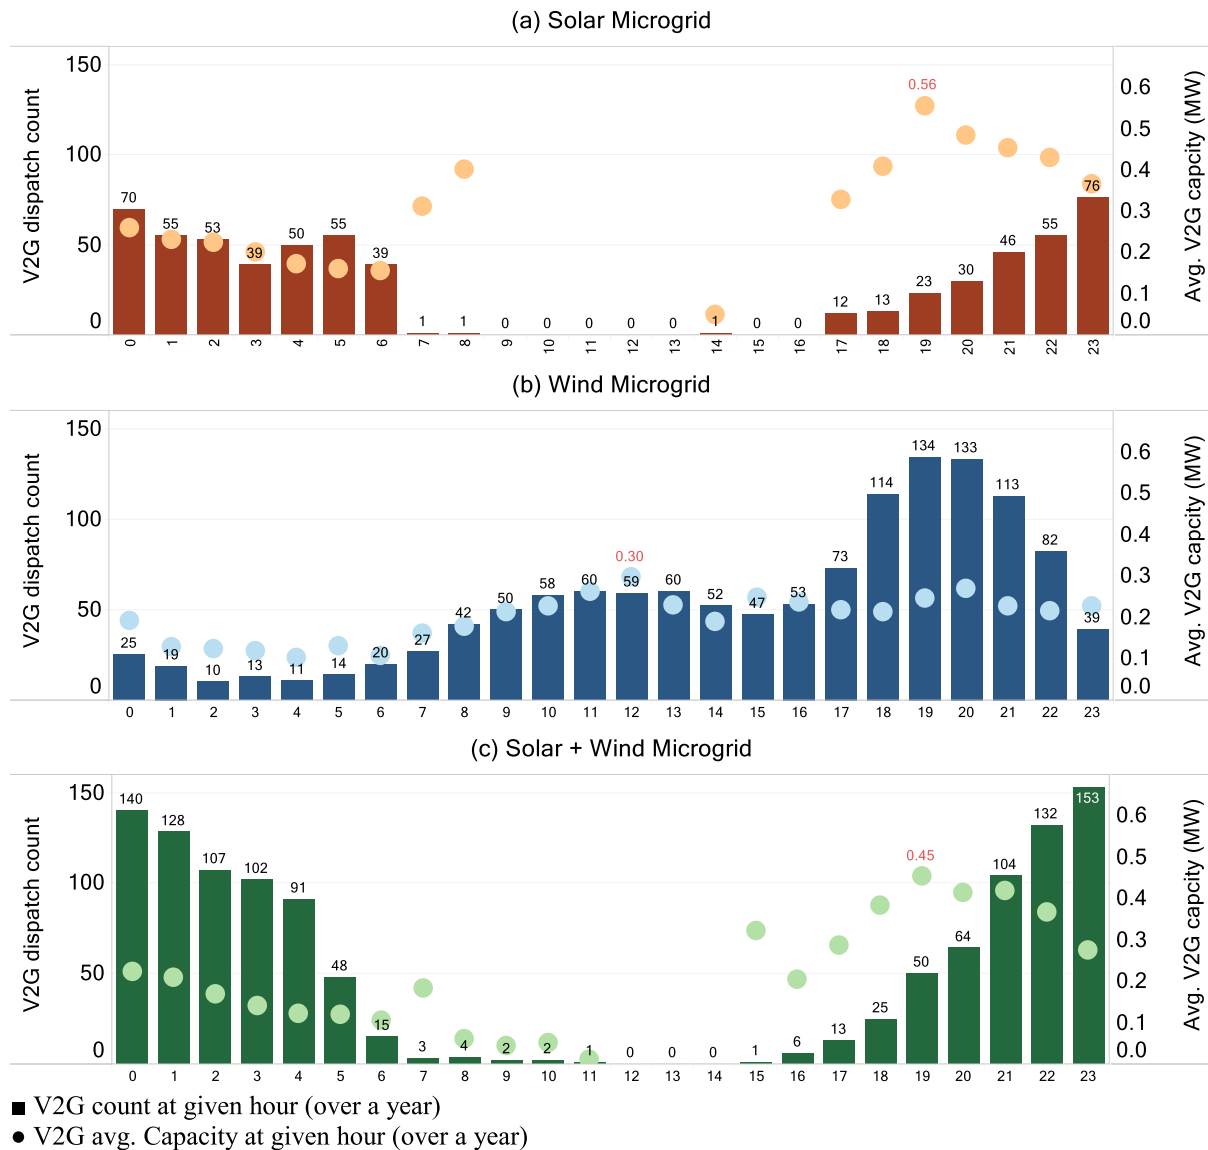 (a) Solar Microgrid
V2G dispatch count
150
100
50
0
Avg. V2G capcity (MW)
0.6
0.5
0.4
0.3
0.2
0.1
0.0
0.56
70 55 53 39 50 55 39 1 1 0 0 0 0 0 1 0 0 12 13 23 30 46 55 76
0 1 2 3 4 5 6 7 8 9 10 11 12 13 14 15 16 17 18 19 20 21 22 23
(b) Wind Microgrid
V2G dispatch count
150
100
50
0
Avg. V2G capcity (MW)
0.6
0.5
0.4
0.3
0.2
0.1
0.0
0.30
25 19 10 13 11 14 20 27 42 50 58 60 59 60 52 47 53 73 114 134 133 113 82 39
0 1 2 3 4 5 6 7 8 9 10 11 12 13 14 15 16 17 18 19 20 21 22 23
(c) Solar + Wind Microgrid
V2G dispatch count
150
100
50
0
Avg. V2G capcity (MW)
0.6
0.5
0.4
0.3
0.2
0.1
0.0
0.45
140 128 107 102 91 48 15 3 4 2 2 1 0 0 0 1 6 13 25 50 64 104 132 153
0 1 2 3 4 5 6 7 8 9 10 11 12 13 14 15 16 17 18 19 20 21 22 23
V2G count at given hour (over a year)
V2G avg. Capacity at given hour (over a year)